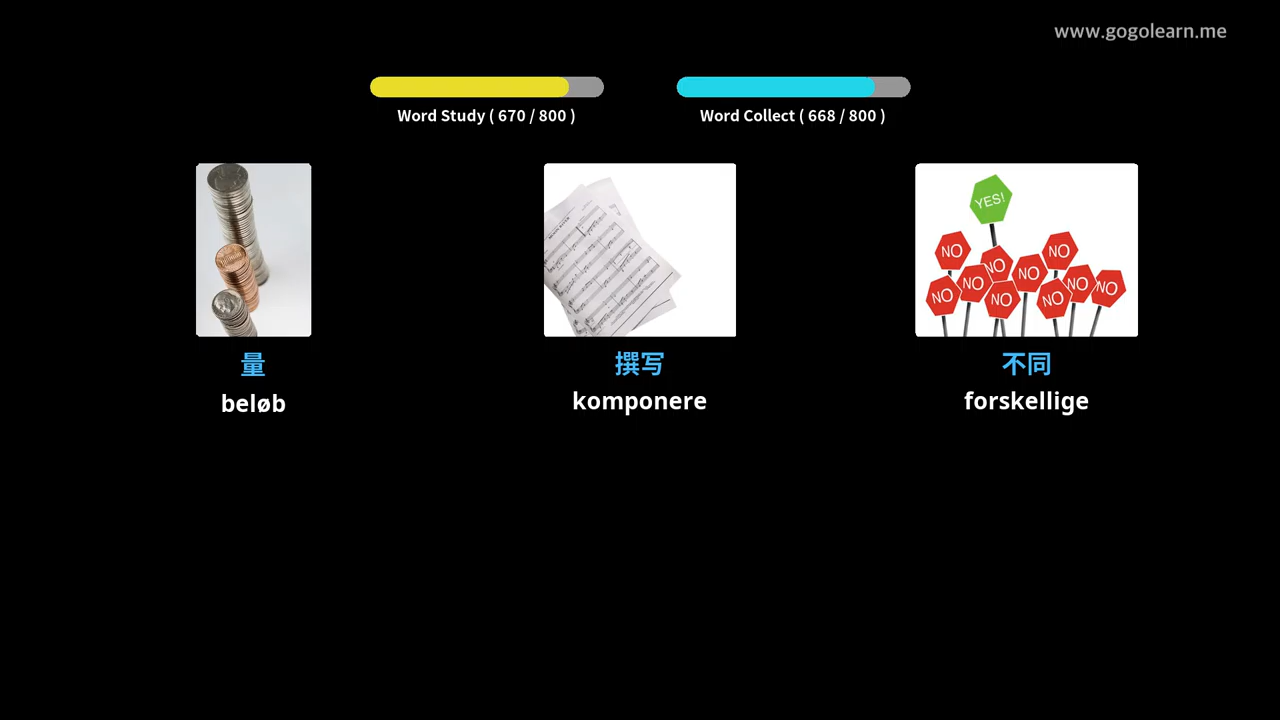 www.gogolearn.me
Word Study ( 670 / 800 )
Word Collect ( 668 / 800 )
YES!
NO
NO
NO
NO
NO
NO
NO
NO
NO
NO
量
撰写
不同
beløb
komponere
forskellige